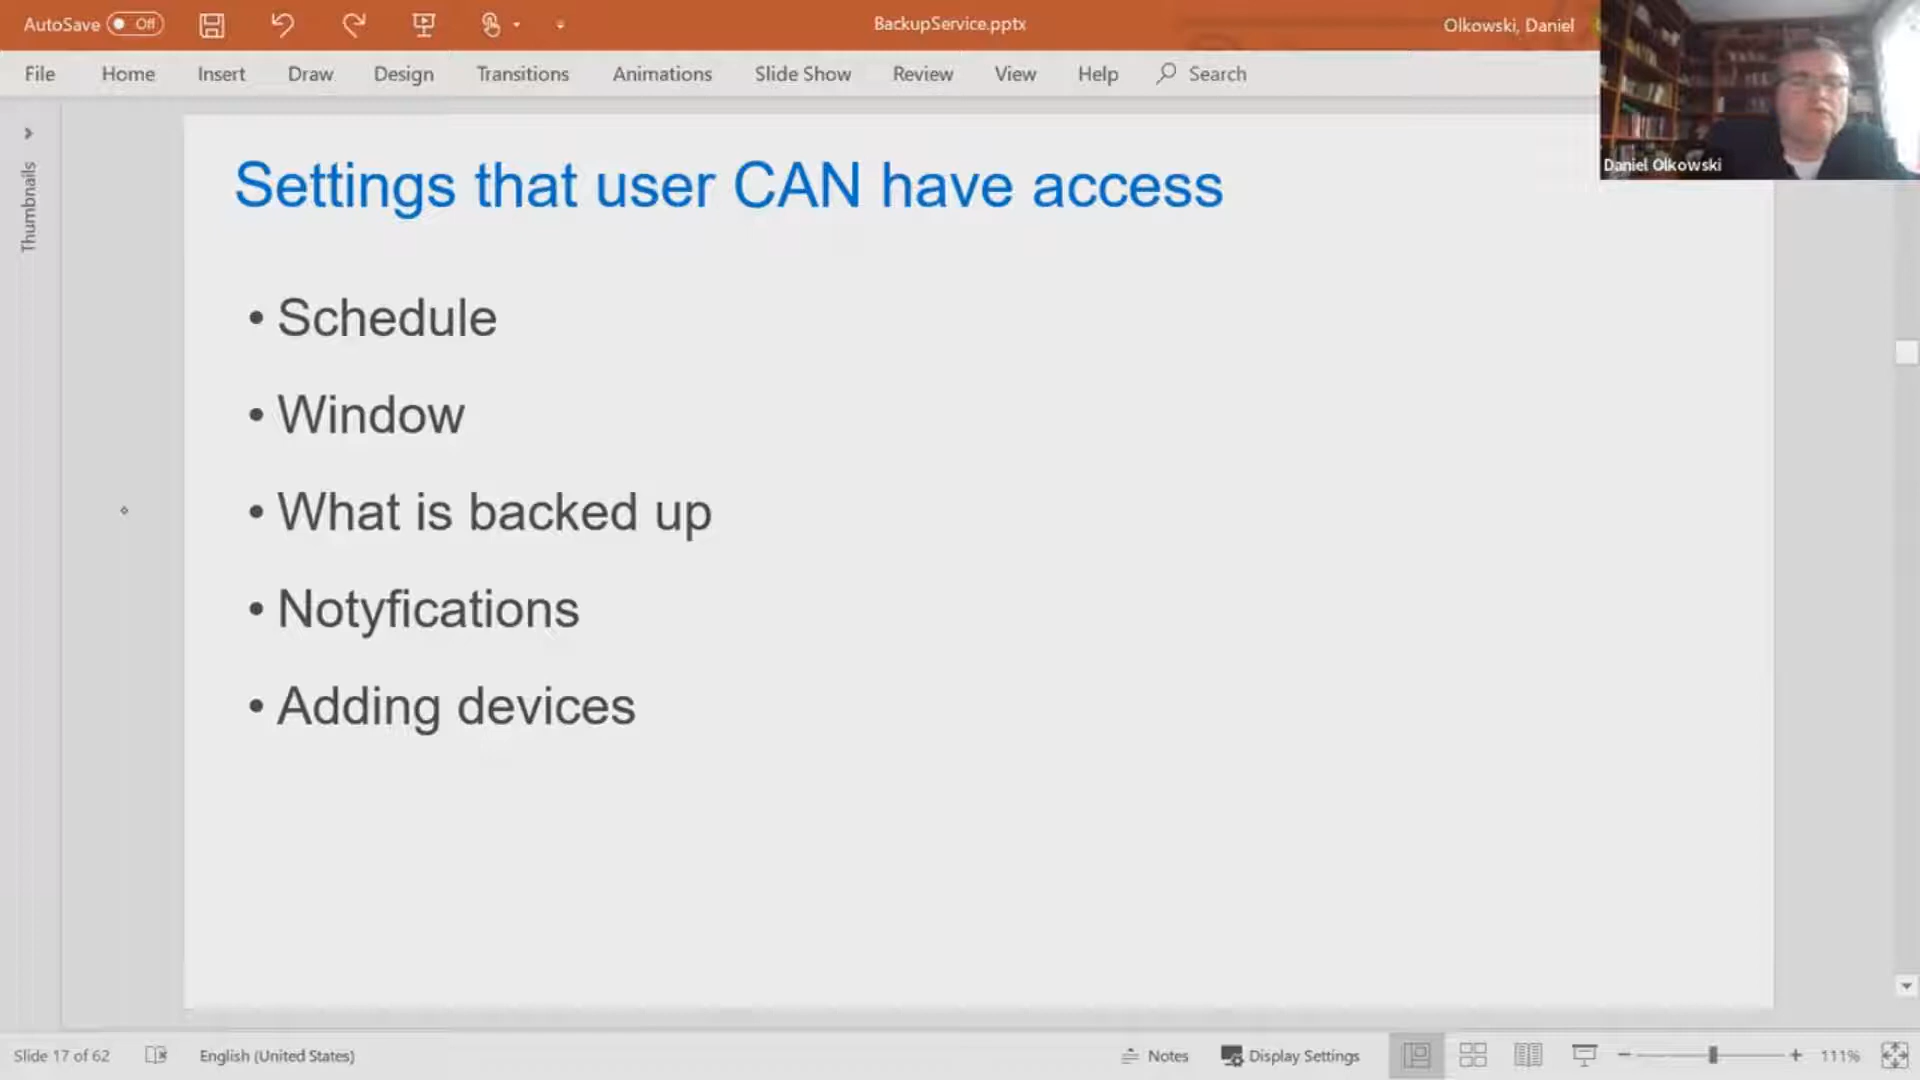 AutoSave Off
BackupService.pptx
Olkowski, Daniel
File Home Insert Draw Design Transitions Animations Slide Show Review View Help Search
Daniel Olkowski
Thumbnails
Settings that user CAN have access
• Schedule
• Window
• What is backed up
• Notyfications
• Adding devices
Slide 17 of 62 English (United States) Notes Display Settings 111%